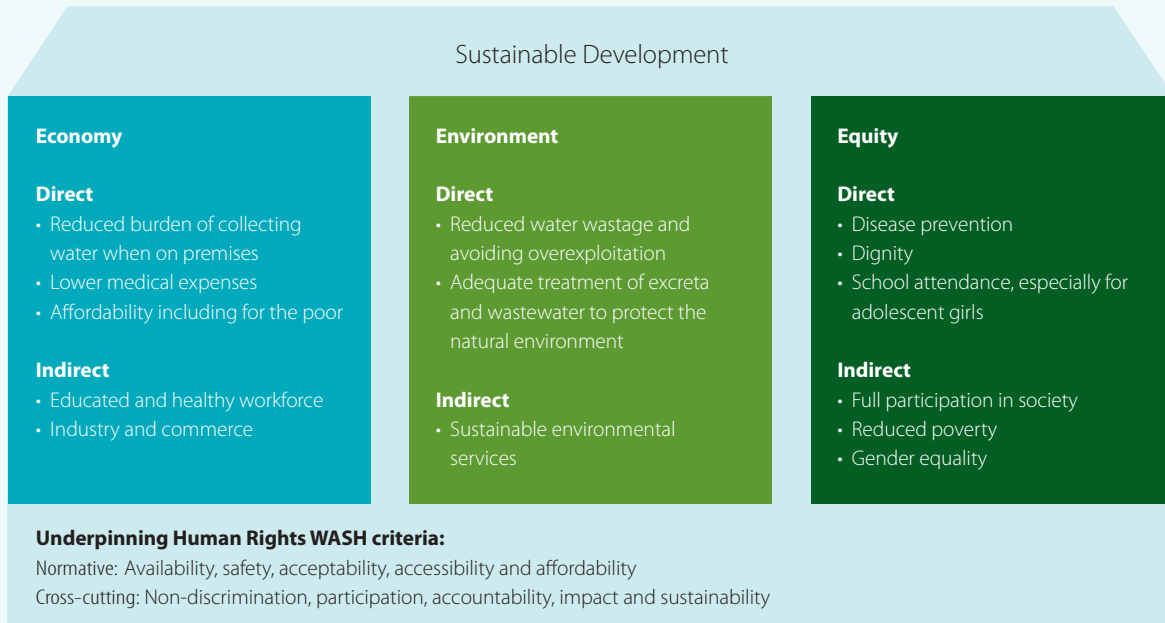 Sustainable Development
Economy
Direct
• Reduced burden of collecting
water when on premises
• Lower medical expenses
• Affordability including for the poor
Indirect
• Educated and healthy workforce
• Industry and commerce
Environment
Direct
• Reduced water wastage and
avoiding overexploitation
• Adequate treatment of excreta
and wastewater to protect the
natural environment
Indirect
• Sustainable environmental
services
Equity
Direct
• Disease prevention
• Dignity
• School attendance, especially for
adolescent girls
Indirect
• Full participation in society
• Reduced poverty
• Gender equality
Underpinning Human Rights WASH criteria:
Normative: Availability, safety, acceptability, accessibility and affordability
Cross-cutting: Non-discrimination, participation, accountability, impact and sustainability